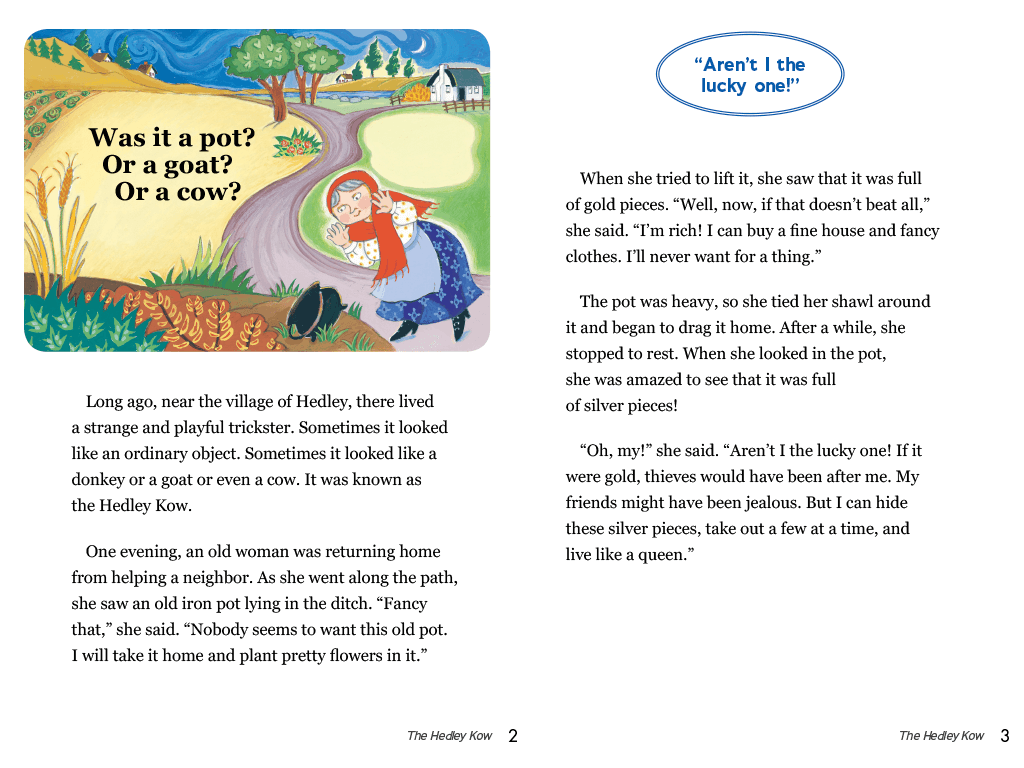 Was it a pot?
Or a goat?
Or a cow?
Long ago, near the village of Hedley, there lived
a strange and playful trickster. Sometimes it looked
like an ordinary object. Sometimes it looked like a
donkey or a goat or even a cow. It was known as
the Hedley Kow.
One evening, an old woman was returning home
from helping a neighbor. As she went along the path,
she saw an old iron pot lying in the ditch. “Fancy
that,” she said. “Nobody seems to want this old pot.
I will take it home and plant pretty flowers in it.”
The Hedley Kow 2
“Aren’t I the
lucky one!”
When she tried to lift it, she saw that it was full
of gold pieces. “Well, now, if that doesn’t beat all,”
she said. “I’m rich! I can buy a fine house and fancy
clothes. I’ll never want for a thing.”
The pot was heavy, so she tied her shawl around
it and began to drag it home. After a while, she
stopped to rest. When she looked in the pot,
she was amazed to see that it was full
of silver pieces!
“Oh, my!” she said. “Aren’t I the lucky one! If it
were gold, thieves would have been after me. My
friends might have been jealous. But I can hide
these silver pieces, take out a few at a time, and
live like a queen.”
The Hedley Kow 3